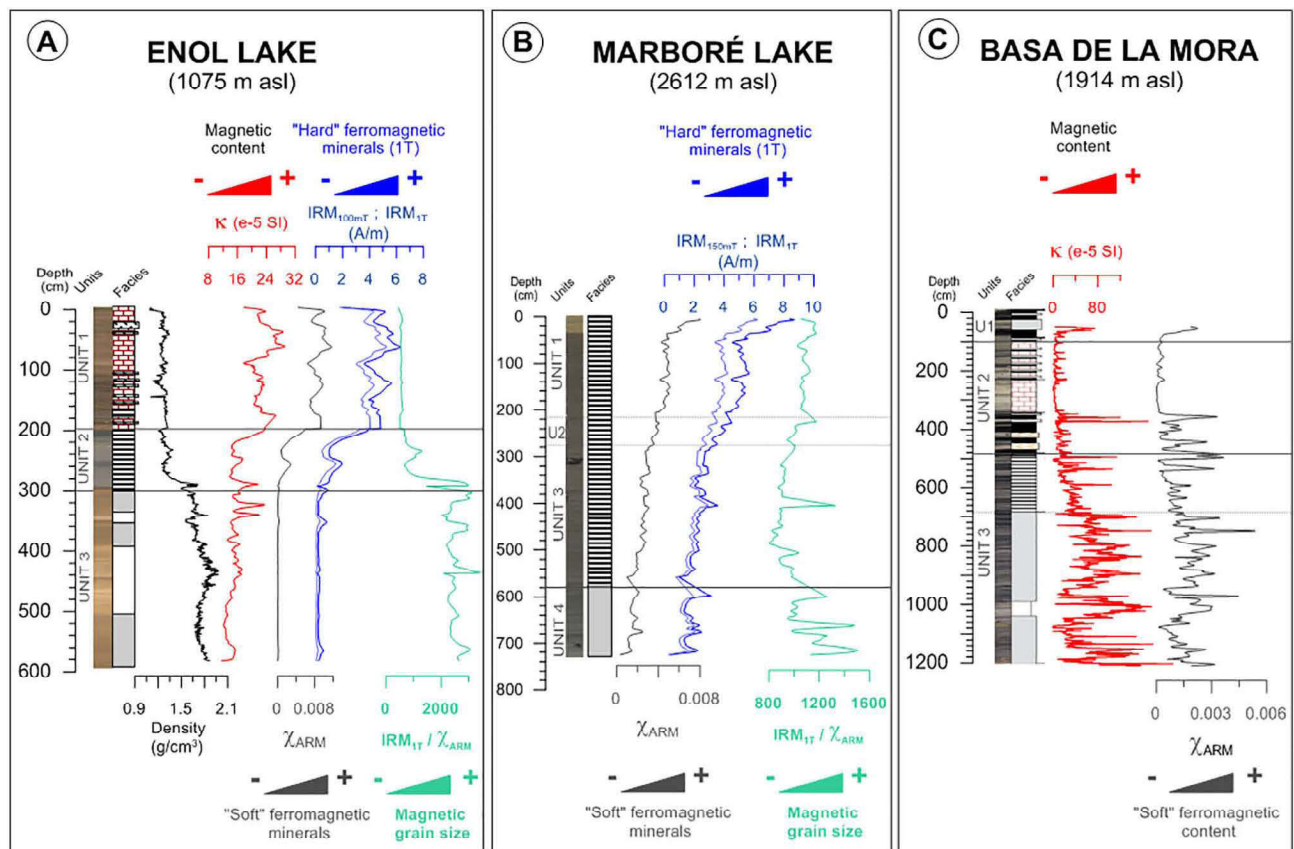 A
ENOL LAKE
(1075 m asl)
Magnetic
content
"Hard" ferromagnetic
minerals (1T)
- +
- +
κ (e-5 SI)
IRM100mT ; IRM1T
(A/m)
8 16 24 32
0 2 4 6 8
Depth
(cm)
Units
Facies
0
100
200
300
400
500
600
UNIT 1
UNIT 2
UNIT 3
0.9 1.5 2.1
Density
(g/cm³)
0 0.008
χARM
0 2000
IRM1T / χARM
- +
- +
"Soft" ferromagnetic
minerals
Magnetic
grain size
B
MARBORÉ LAKE
(2612 m asl)
"Hard" ferromagnetic
minerals (1T)
- +
IRM150mT ; IRM1T
(A/m)
0 2 4 6 8 10
Depth
(cm)
Units
Facies
0
100
200
300
400
500
600
700
800
UNIT 1
U2
UNIT 3
UNIT 4
0 0.008
χARM
800 1200 1600
IRM1T / χARM
- +
- +
"Soft" ferromagnetic
minerals
Magnetic
grain size
C
BASA DE LA MORA
(1914 m asl)
Magnetic
content
- +
κ (e-5 SI)
0 80
Depth
(cm)
Units
Facies
0
200
400
600
800
1000
1200
U1
UNIT 2
UNIT 3
0 0.003 0.006
χARM
- +
"Soft" ferromagnetic
content